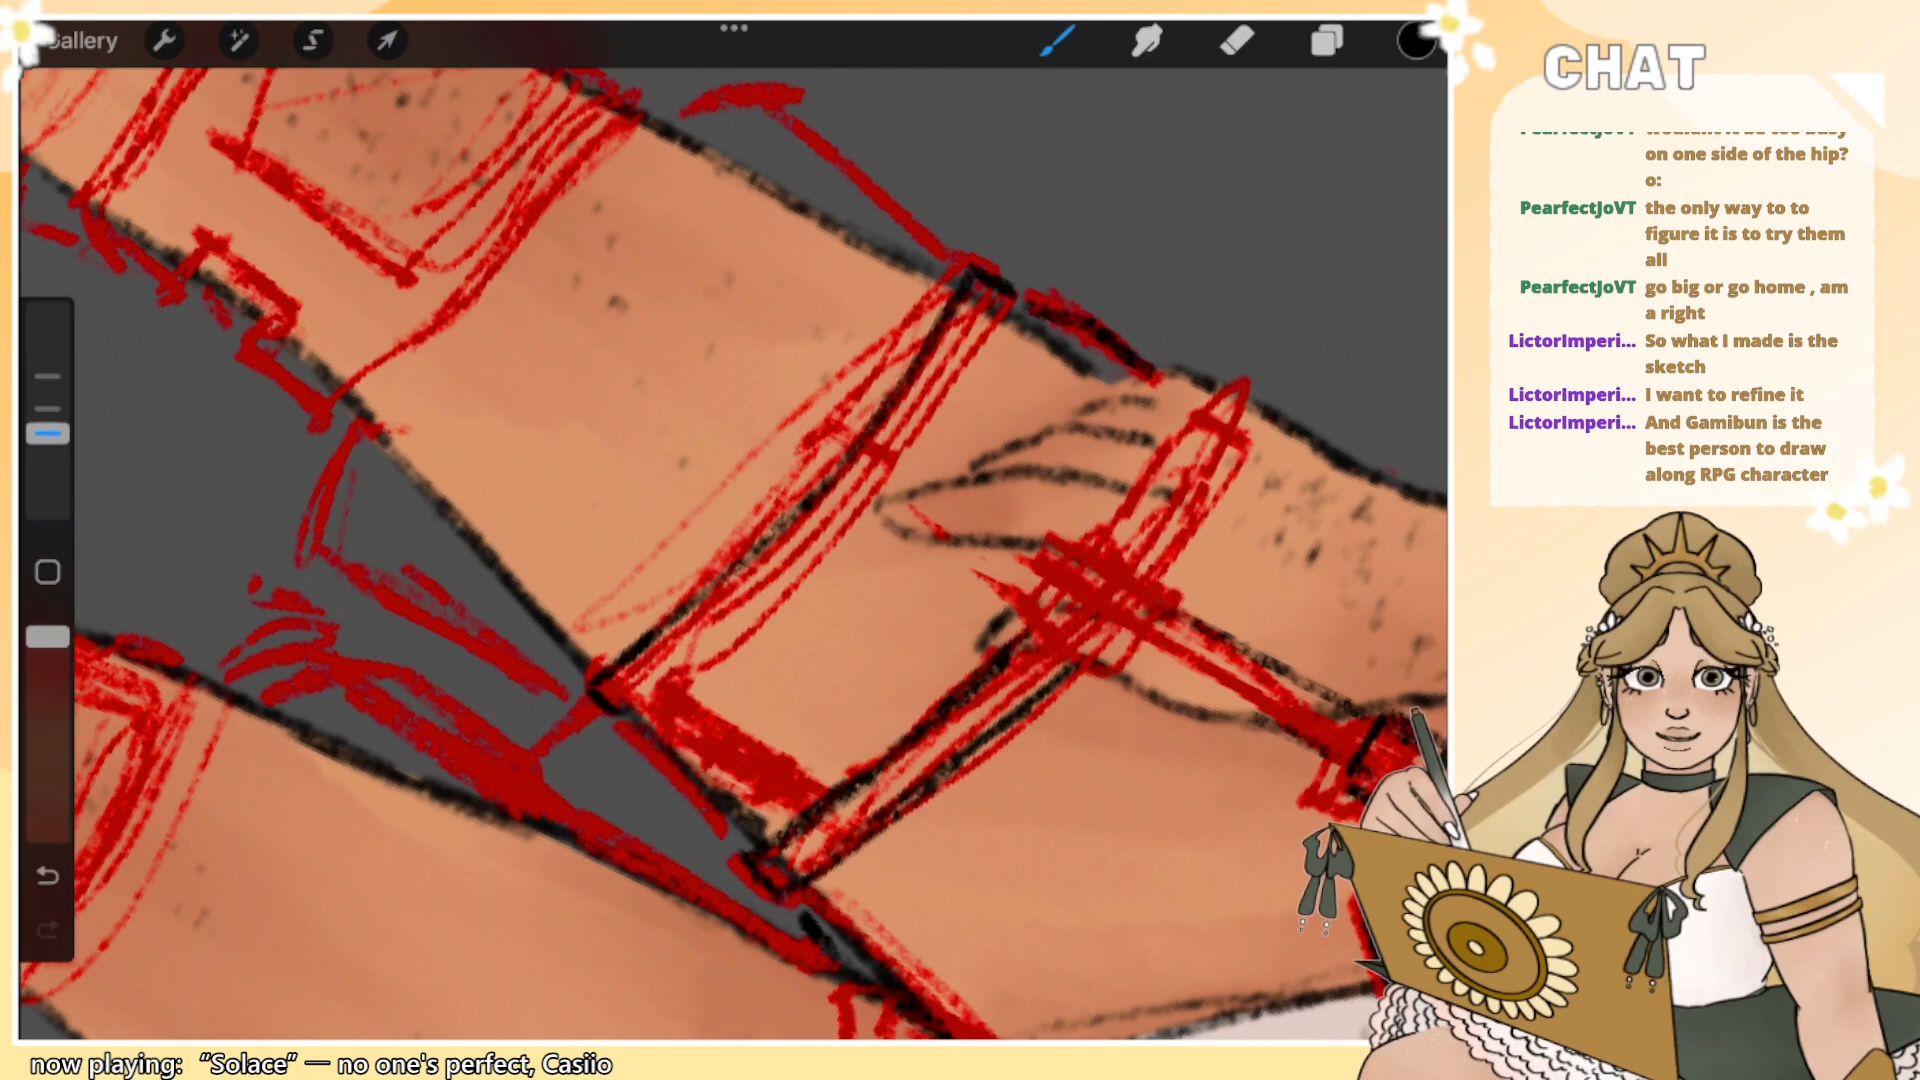 Gallery
CHAT
on one side of the hip?
o:
PearfectJoVT the only way to to
figure it is to try them
all
PearfectJoVT go big or go home , am
a right
LictorImperi... So what I made is the
sketch
LictorImperi... I want to refine it
LictorImperi... And Gamibun is the
best person to draw
along RPG character
now playing: “Solace” — no one's perfect, Casiio